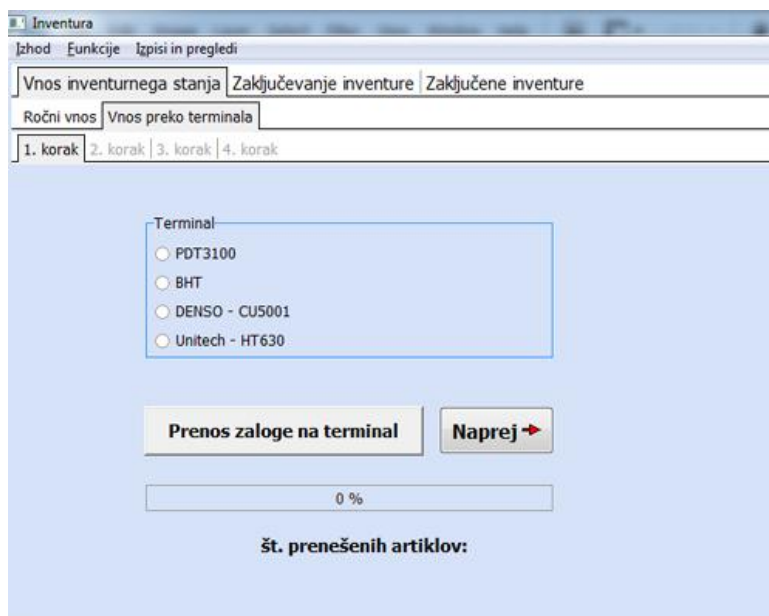 Inventura
Izhod Funkcije Izpisi in pregledi
Vnos inventurnega stanja Zaključevanje inventure Zaključene inventure
Ročni vnos Vnos preko terminala
1. korak 2. korak 3. korak 4. korak
Terminal
PDT3100
BHT
DENSO - CU5001
Unitech - HT630
Prenos zaloge na terminal Naprej
0 %
št. prenešenih artiklov: